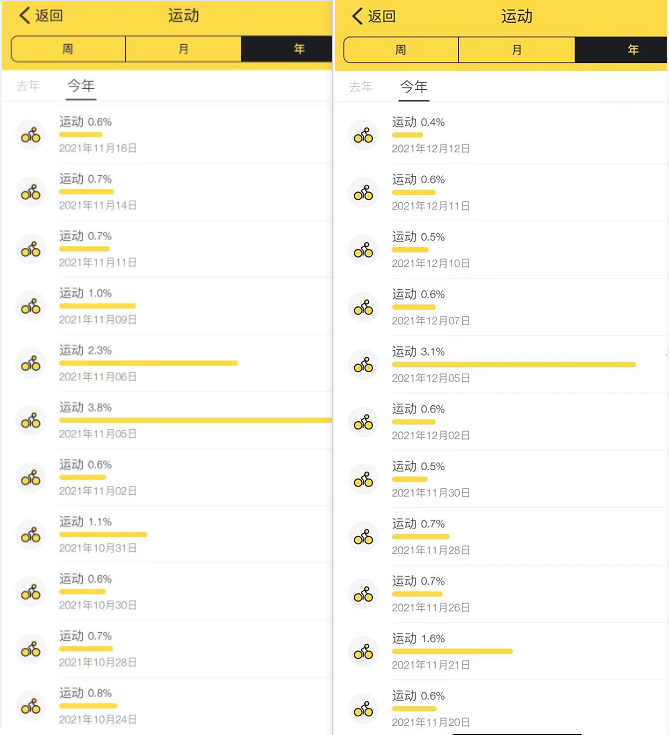 返回
运动
周
月
年
去年
今年
运动 0.6%
2021年11月16日
运动 0.7%
2021年11月14日
运动 0.7%
2021年11月11日
运动 1.0%
2021年11月09日
运动 2.3%
2021年11月06日
运动 3.8%
2021年11月05日
运动 0.6%
2021年11月02日
运动 1.1%
2021年10月31日
运动 0.6%
2021年10月30日
运动 0.7%
2021年10月28日
运动 0.8%
2021年10月24日
返回
运动
周
月
年
去年
今年
运动 0.4%
2021年12月12日
运动 0.6%
2021年12月11日
运动 0.5%
2021年12月10日
运动 0.6%
2021年12月07日
运动 3.1%
2021年12月05日
运动 0.6%
2021年12月02日
运动 0.5%
2021年11月30日
运动 0.7%
2021年11月28日
运动 0.7%
2021年11月26日
运动 1.6%
2021年11月21日
运动 0.6%
2021年11月20日